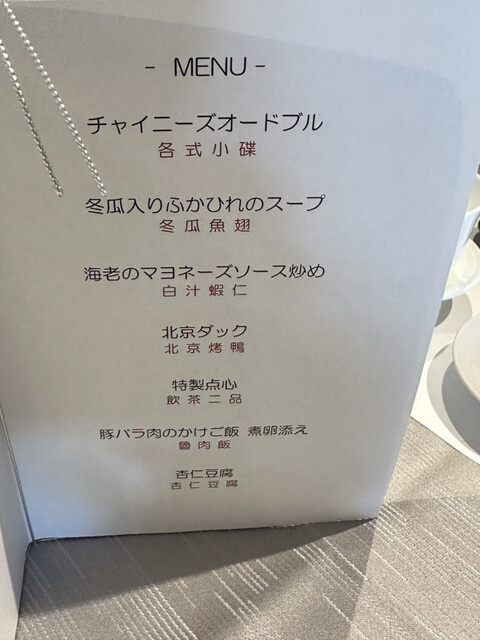 - MENU -
チャイニーズオードブル
各式小碟
冬瓜入りふかひれのスープ
冬瓜魚翅
海老のマヨネーズソース炒め
白汁蝦仁
北京ダック
北京烤鴨
特製点心
飲茶二品
豚バラ肉のかけご飯 煮卵添え
魯肉飯
杏仁豆腐
杏仁豆腐